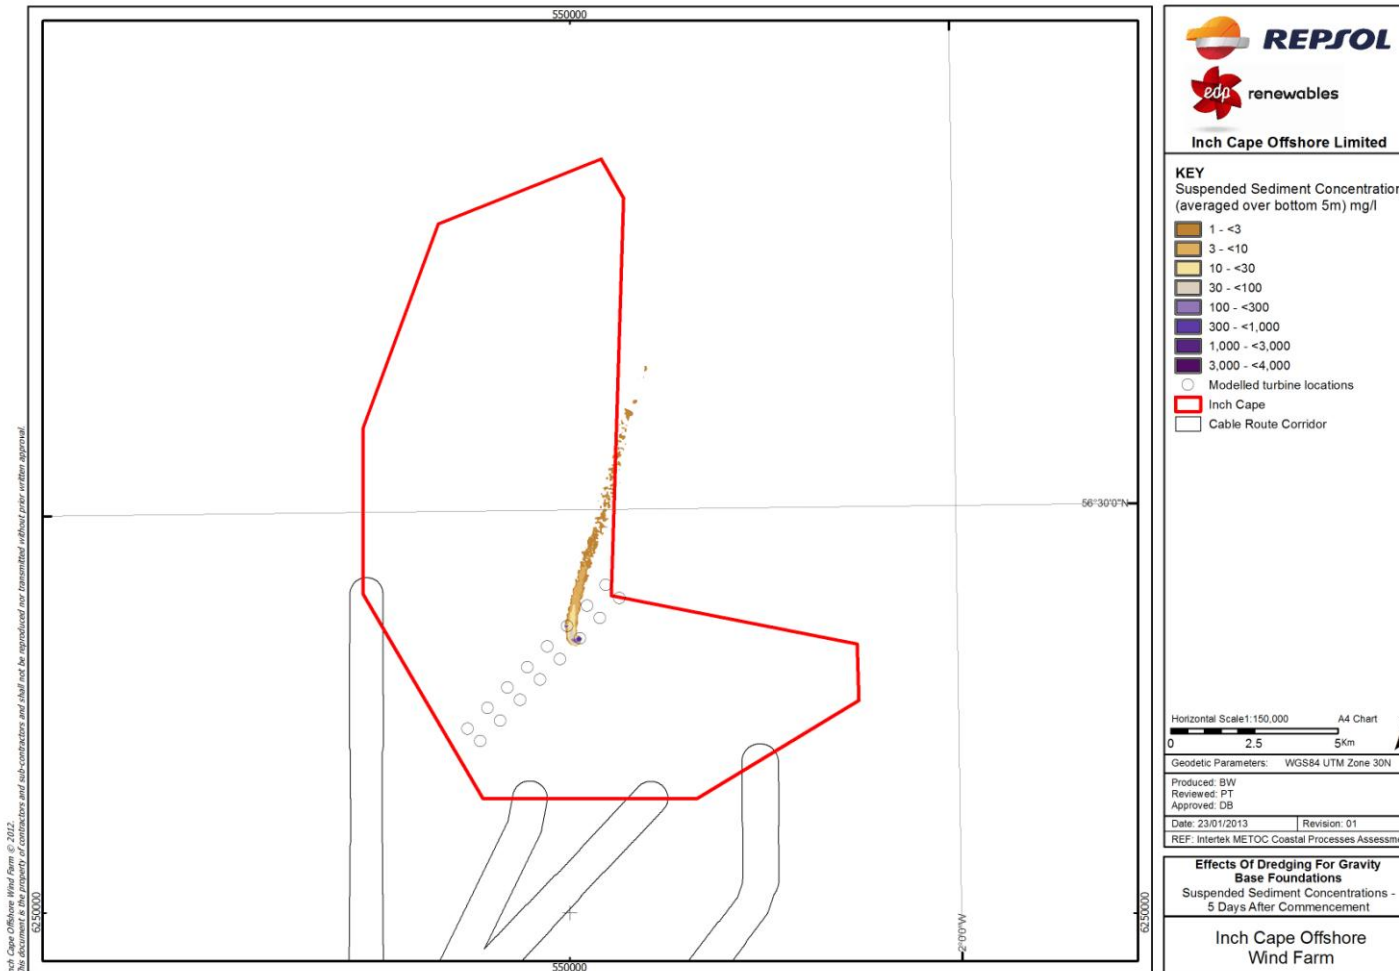 550000
56°30'0"N
6250000
6250000
2°0'0"W
550000
nch Cape Offshore Wind Farm © 2012.
his document is the property of contractors and sub-contractors and shall not be reproduced nor transmitted without prior written approval.
REPSOL
edp renewables
Inch Cape Offshore Limited
KEY
Suspended Sediment Concentration
(averaged over bottom 5m) mg/l
1 - <3
3 - <10
10 - <30
30 - <100
100 - <300
300 - <1,000
1,000 - <3,000
3,000 - <4,000
Modelled turbine locations
Inch Cape
Cable Route Corridor
Horizontal Scale1:150,000 A4 Chart
0 2.5 5Km
Geodetic Parameters: WGS84 UTM Zone 30N
Produced: BW
Reviewed: PT
Approved: DB
Date: 23/01/2013 Revision: 01
REF: Intertek METOC Coastal Processes Assessm
Effects Of Dredging For Gravity
Base Foundations
Suspended Sediment Concentrations -
5 Days After Commencement
Inch Cape Offshore
Wind Farm